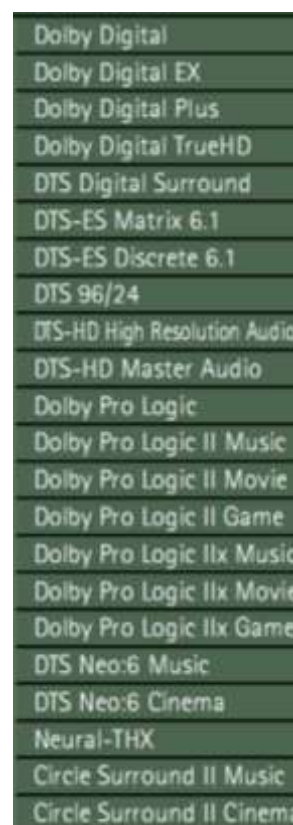 Dolby Digital
Dolby Digital EX
Dolby Digital Plus
Dolby Digital TrueHD
DTS Digital Surround
DTS-ES Matrix 6.1
DTS-ES Discrete 6.1
DTS 96/24
DTS-HD High Resolution Audio
DTS-HD Master Audio
Dolby Pro Logic
Dolby Pro Logic II Music
Dolby Pro Logic II Movie
Dolby Pro Logic II Game
Dolby Pro Logic IIx Music
Dolby Pro Logic IIx Movie
Dolby Pro Logic IIx Game
DTS Neo:6 Music
DTS Neo:6 Cinema
Neural-THX
Circle Surround II Music
Circle Surround II Cinema